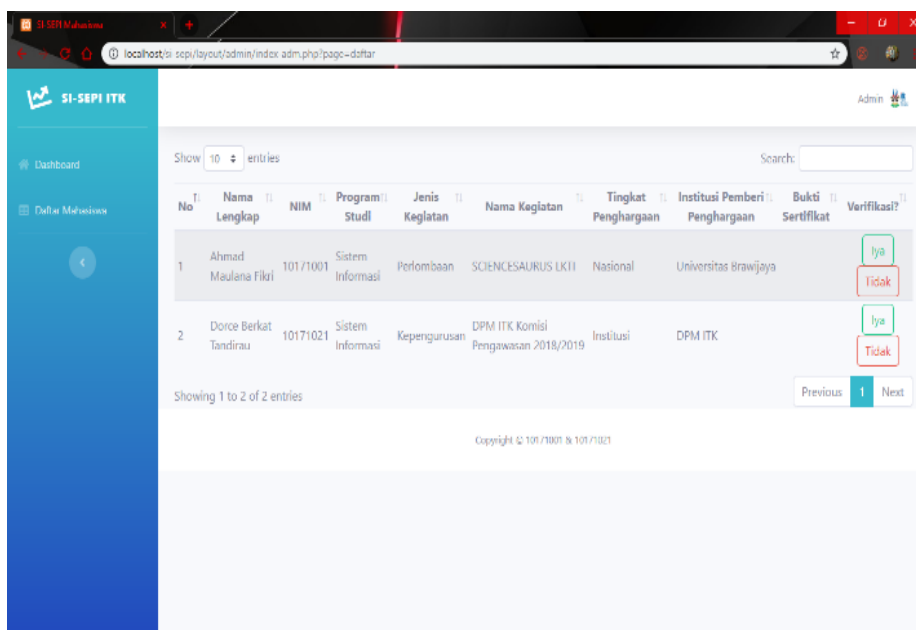 SI-SEPI Mahasiswa
localhost/si-sepi/layout/admin/index-adm.php?page=daftar
SI-SEPI ITK
Admin
Dashboard
Daftar Mahasiswa
Show 10 entries
Search:
No Nama Lengkap NIM Program Studi Jenis Kegiatan Nama Kegiatan Tingkat Penghargaan Institusi Pemberi Penghargaan Bukti Sertifikat Verifikasi?
1 Ahmad Maulana Fikri 10171001 Sistem Informasi Perlombaan SCIENCESAURUS LKTI Nasional Universitas Brawijaya Iya Tidak
2 Dorce Berkat Tandirau 10171021 Sistem Informasi Kepengurusan DPM ITK Komisi Pengawasan 2018/2019 Institusi DPM ITK Iya Tidak
Showing 1 to 2 of 2 entries
Previous 1 Next
Copyright © 10171001 & 10171021